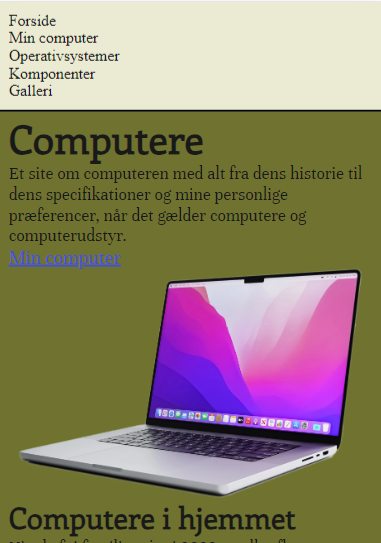 Forside
Min computer
Operativsystemer
Komponenter
Galleri
Computere
Et site om computeren med alt fra dens historie til
dens specifikationer og mine personlige
præferencer, når det gælder computere og
computerudstyr.
Min computer
Computere i hjemmet